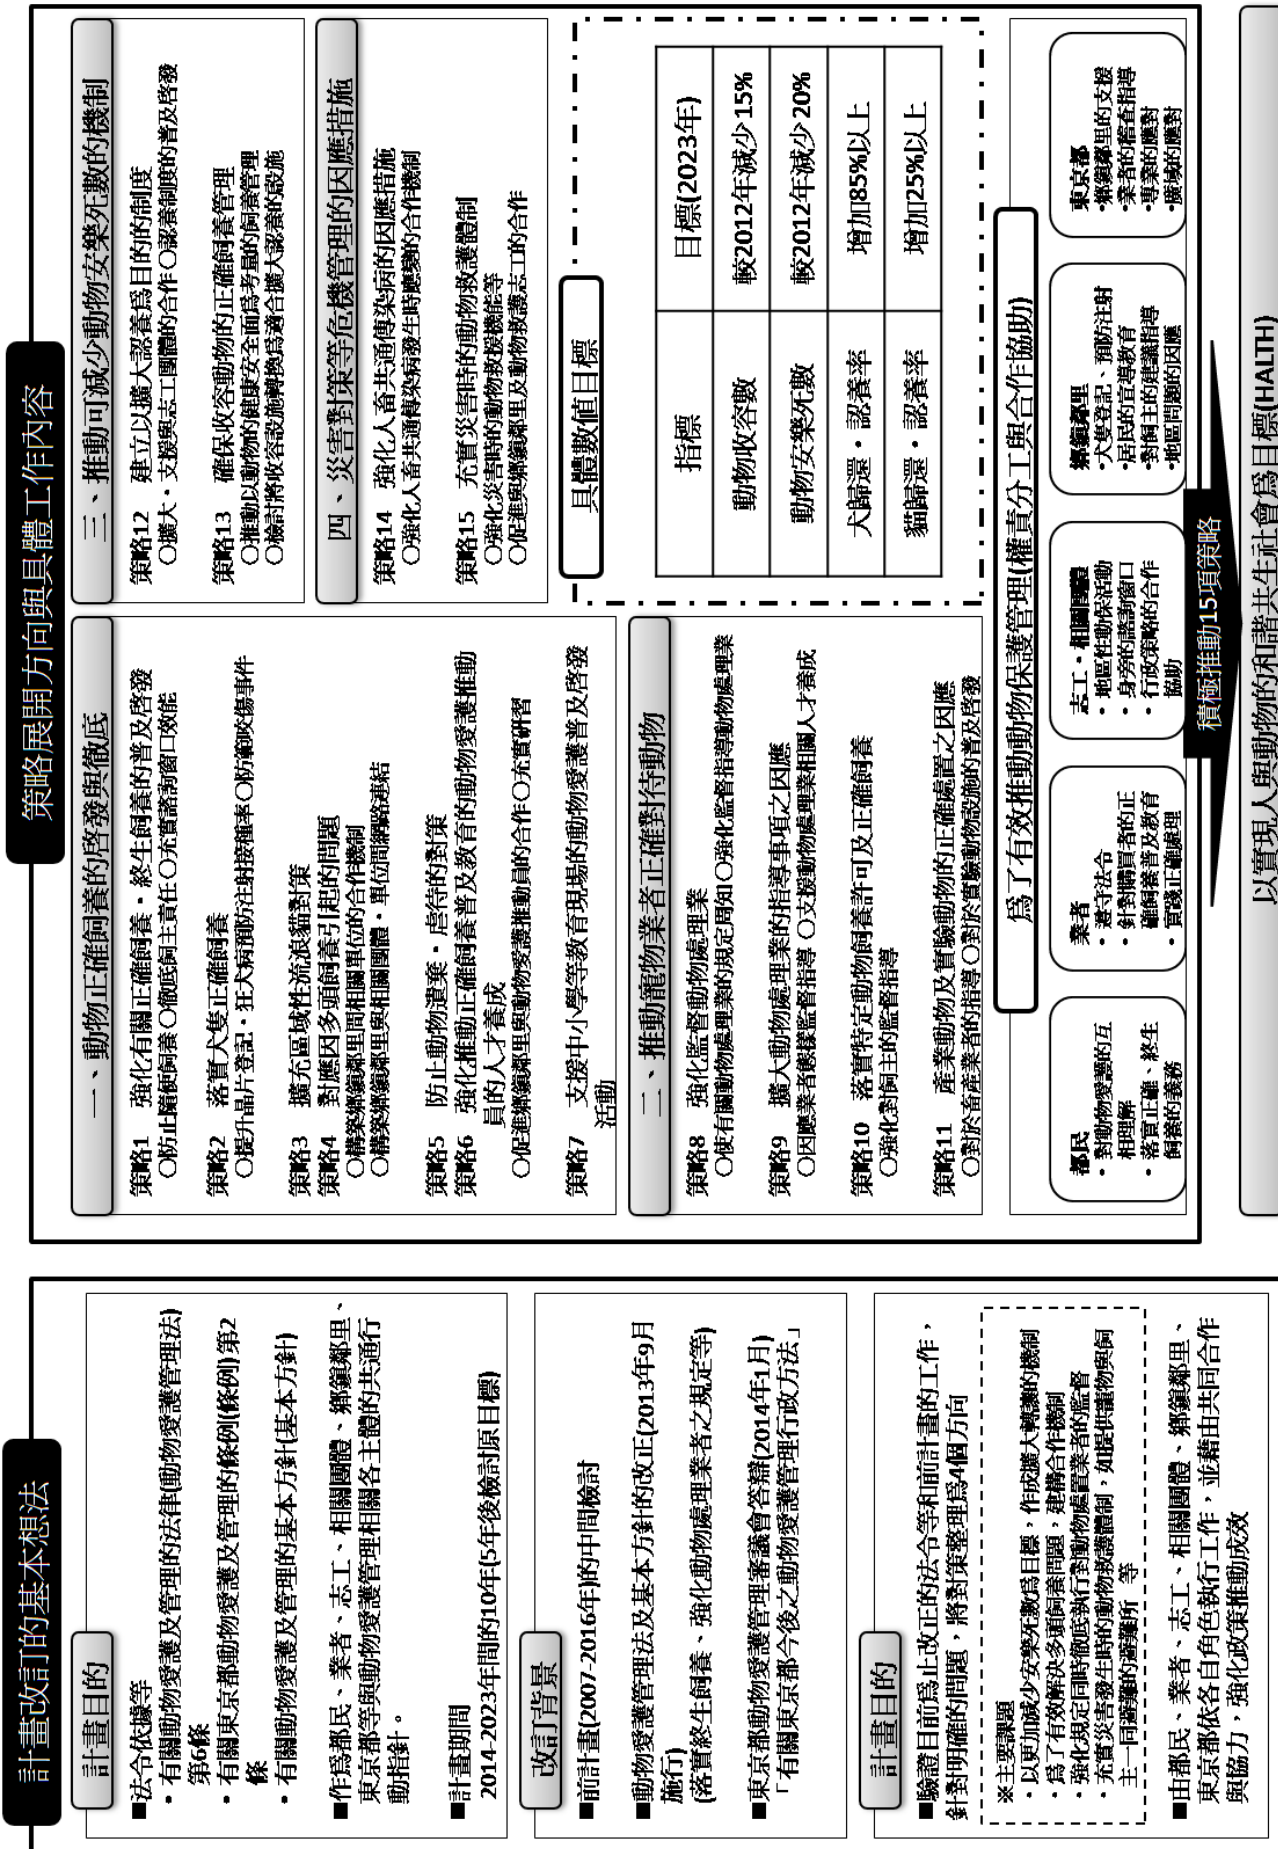 計畫改訂的基本想法
計畫目的
■法令依據等
・有關動物愛護及管理的法律(動物愛護管理法)
第6條
・有關東京都動物愛護及管理的條例(條例)第2
條
・有關動物愛護及管理的基本方針(基本方針)
■作爲都民、業者、志工、相關團體、鄉鎮鄰里、
東京都等與動物愛護管理相關各主體的共通行
動指針。
■計畫期間
2014-2023年間的10年(5年後檢討原目標)
改訂背景
■前計畫(2007-2016年)的中間檢討
■動物愛護管理法及基本方針的改正(2013年9月
施行)
(落實終生飼養、強化動物處理業者之規定等)
■東京都動物愛護管理審議會答辯(2014年1月)
「有關東京都今後之動物愛護管理行政方法」
計畫目的
■驗證目前爲止改正的法令等和前計畫的工作，
針對明確的問題，將對策整理爲4個方向
※主要課題
・以更加減少安樂死數爲目標，作成擴大轉讓的機制
・爲了有效解決多頭飼養問題，建構合作機制
・強化規定同時徹底執行對動物處置業者的監督
・充實災害發生時的動物救護體制，如提供寵物與飼
主一同避難的避難所 等
■由都民、業者、志工、相關團體、鄉鎮鄰里、
東京都依各自角色執行工作，並藉由共同合作
與協力，強化政策推動成效
策略展開方向與具體工作內容
一、動物正確飼養的啓發與徹底
策略1 強化有關正確飼養・終生飼養的普及啓發
○防止隨便飼養○徹底飼主責任○充實諮詢窗口效能
策略2 落實犬隻正確飼養
○提升晶片登記・狂犬病預防注射接種率○防範咬傷事件
策略3 擴充區域性流浪貓對策
策略4 對應因多頭飼養引起的問題
○構築鄉鎮鄰里間相關單位的合作機制
○構築鄉鎮鄰里與相關團體・單位間網路連結
策略5 防止動物遺棄・虐待的對策
策略6 強化推動正確飼養普及教育的動物愛護推動
員的人才養成
○促進鄉鎮鄰里與動物愛護推動員的合作○充實研習
策略7 支援中小學等教育現場的動物愛護普及啓發
活動
二、推動寵物業者正確對待動物
策略8 強化監督動物處理業
○使有關動物處理業的規定周知○強化監督指導動物處理業
策略9 擴大動物處理業的指導事項之因應
○因應業者態樣監督指導 ○支援動物處理業相關人才養成
策略10 落實特定動物飼養許可及正確飼養
○強化對飼主的監督指導
策略11 產業動物及實驗動物的正確處置之因應
○對於畜產業者的指導○對於實驗動物設施的普及啓發
三、推動可減少動物安樂死數的機制
策略12 建立以擴大認養爲目的的制度
○擴大・支援與志工團體的合作○認養制度的普及啓發
策略13 確保收容動物的正確飼養管理
○推動以動物的健康安全面爲考量的飼養管理
○檢討將收容設施轉換爲適合擴大認養的設施
四、災害對策等危機管理的因應措施
策略14 強化人畜共通傳染病的因應措施
○強化人畜共通傳染病發生時應變的合作機制
策略15 充實災害時的動物救護體制
○強化災害時的動物救援機能等
○促進與鄉鎮鄰里及動物救護志工的合作
具體數値目標
指標 目標(2023年)
動物收容數 較2012年減少15%
動物安樂死數 較2012年減少20%
犬歸還・認養率 增加85%以上
貓歸還・認養率 增加25%以上
爲了有效推動動物保護管理(權責分工與合作協助)
都民
・對動物愛護的互
相理解
・落實正確、終生
飼養的義務
業者
・遵守法令
・針對購買者的正
確飼養普及教育
・實踐正確處理
志工・相關團體
・地區性動保活動
・身旁的諮詢窗口
・行政策略的合作
協助
鄉鎮鄰里
・犬隻登記、預防注射
・居民的宣導教育
・對飼主的建議指導
・地區問題的因應
東京都
・鄉鎮鄰里的支援
・業者的稽查指導
・專業的應對
・廣域的應對
積極推動15項策略
以實現人與動物的和諧共生社會爲目標(HALTH)